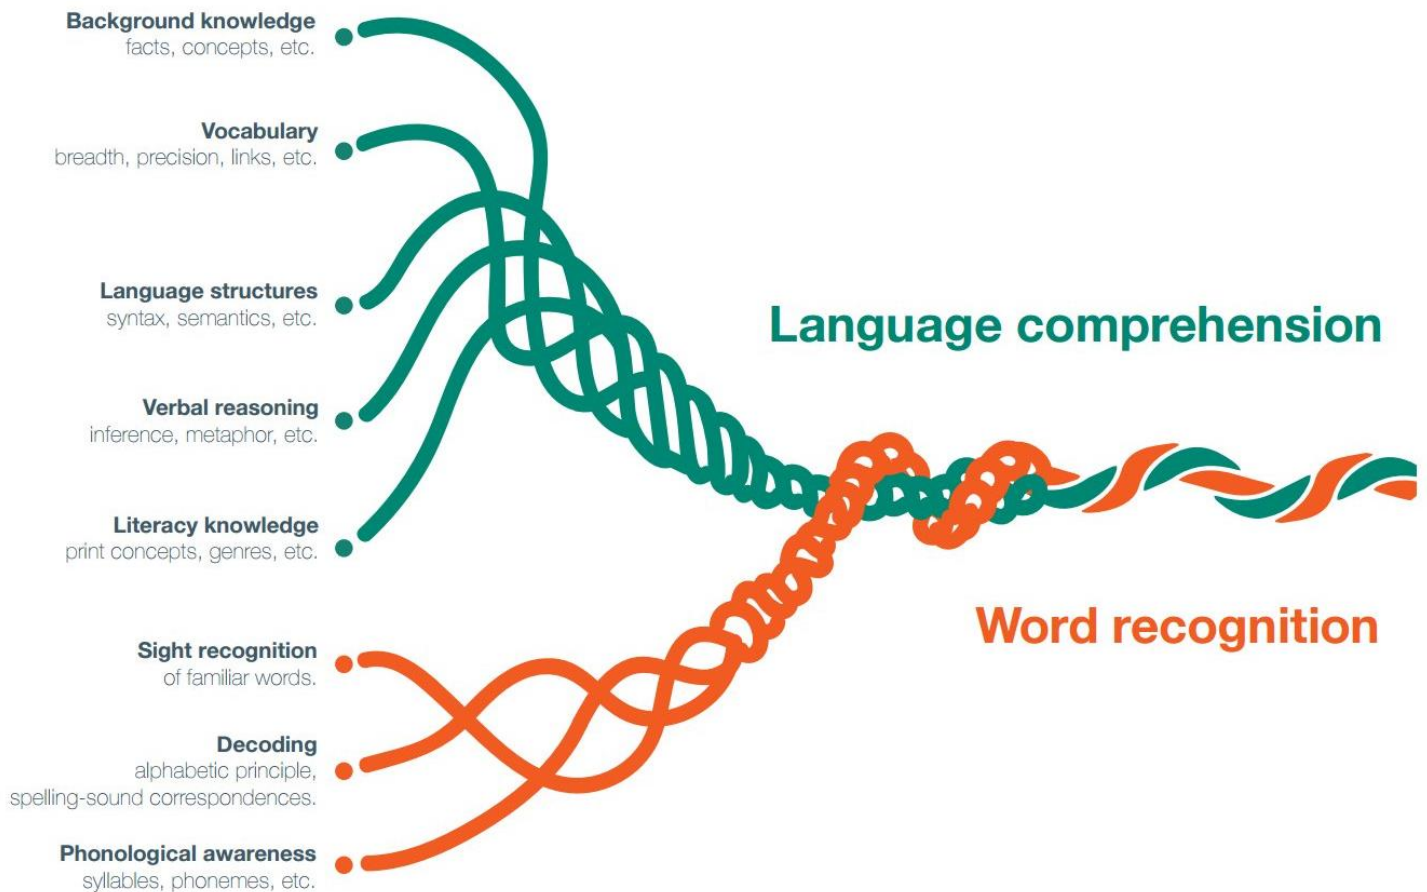 Background knowledge
facts, concepts, etc.
Vocabulary
breadth, precision, links, etc.
Language structures
syntax, semantics, etc.
Verbal reasoning
inference, metaphor, etc.
Literacy knowledge
print concepts, genres, etc.
Language comprehension
Word recognition
Sight recognition
of familiar words.
Decoding
alphabetic principle,
spelling-sound correspondences.
Phonological awareness
syllables, phonemes, etc.